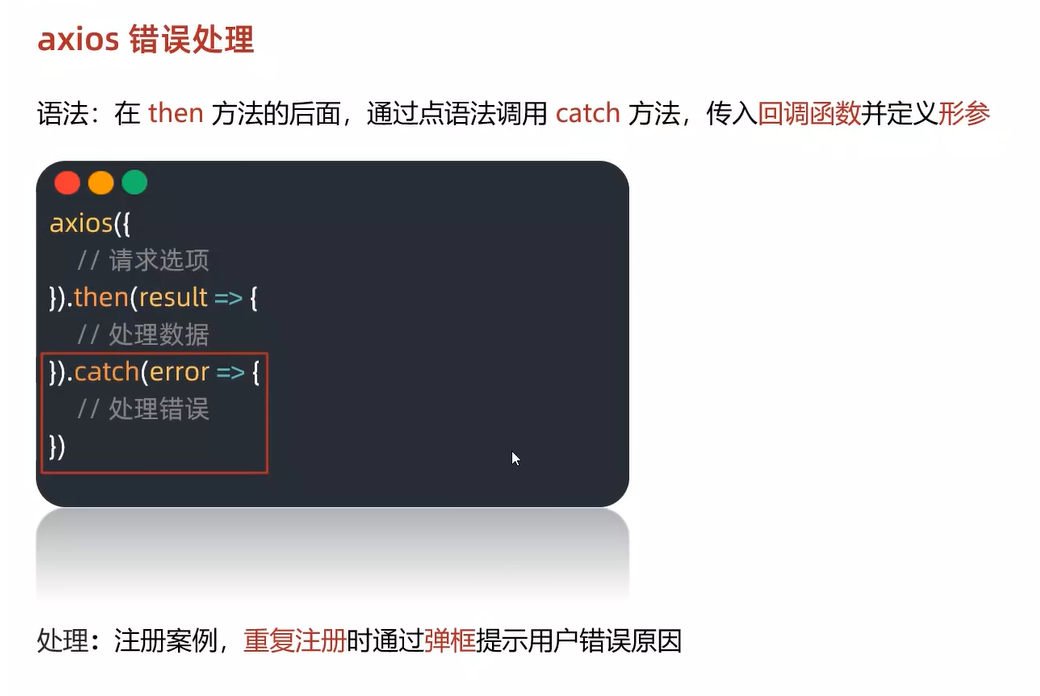 axios 错误处理
语法：在 then 方法的后面，通过点语法调用 catch 方法，传入回调函数并定义形参
axios({
// 请求选项
}).then(result => {
// 处理数据
}).catch(error => {
// 处理错误
})
处理：注册案例，重复注册时通过弹框提示用户错误原因